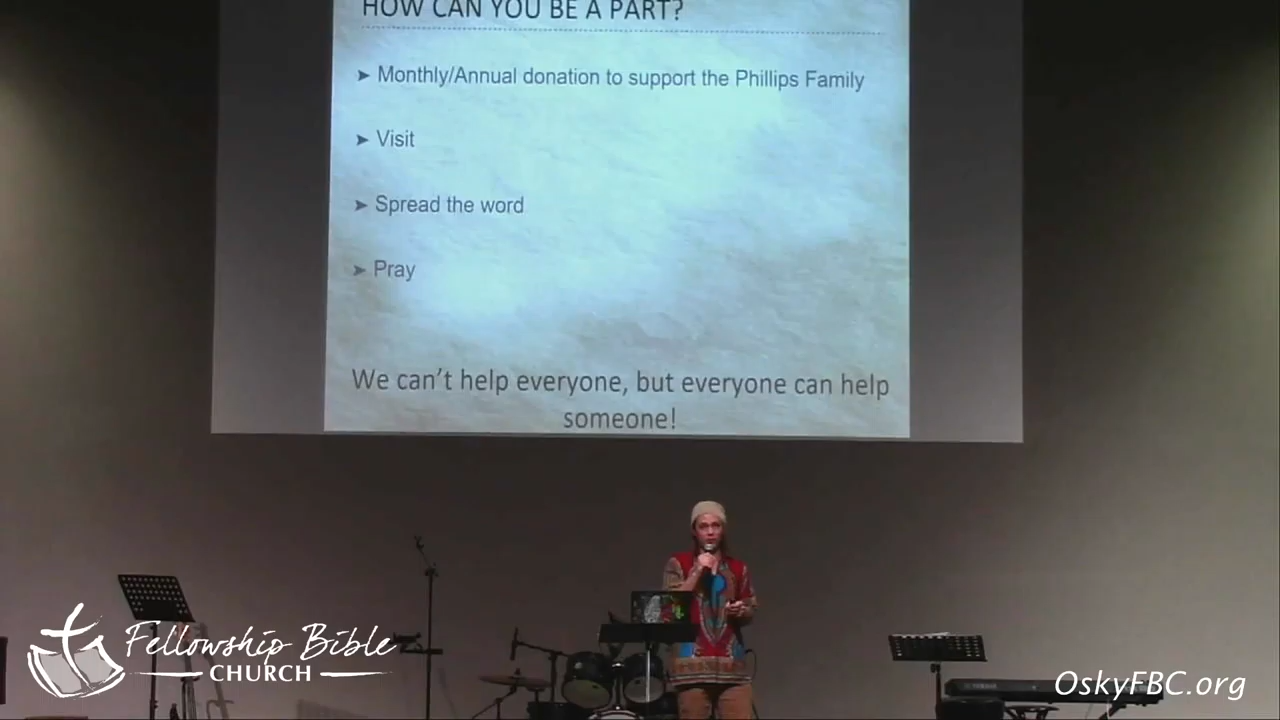 HOW CAN YOU BE A PART?
➤ Monthly/Annual donation to support the Phillips Family
➤ Visit
➤ Spread the word
➤ Pray
We can't help everyone, but everyone can help
someone!
Fellowship Bible
CHURCH
OskyFBC.org
YAMAHA